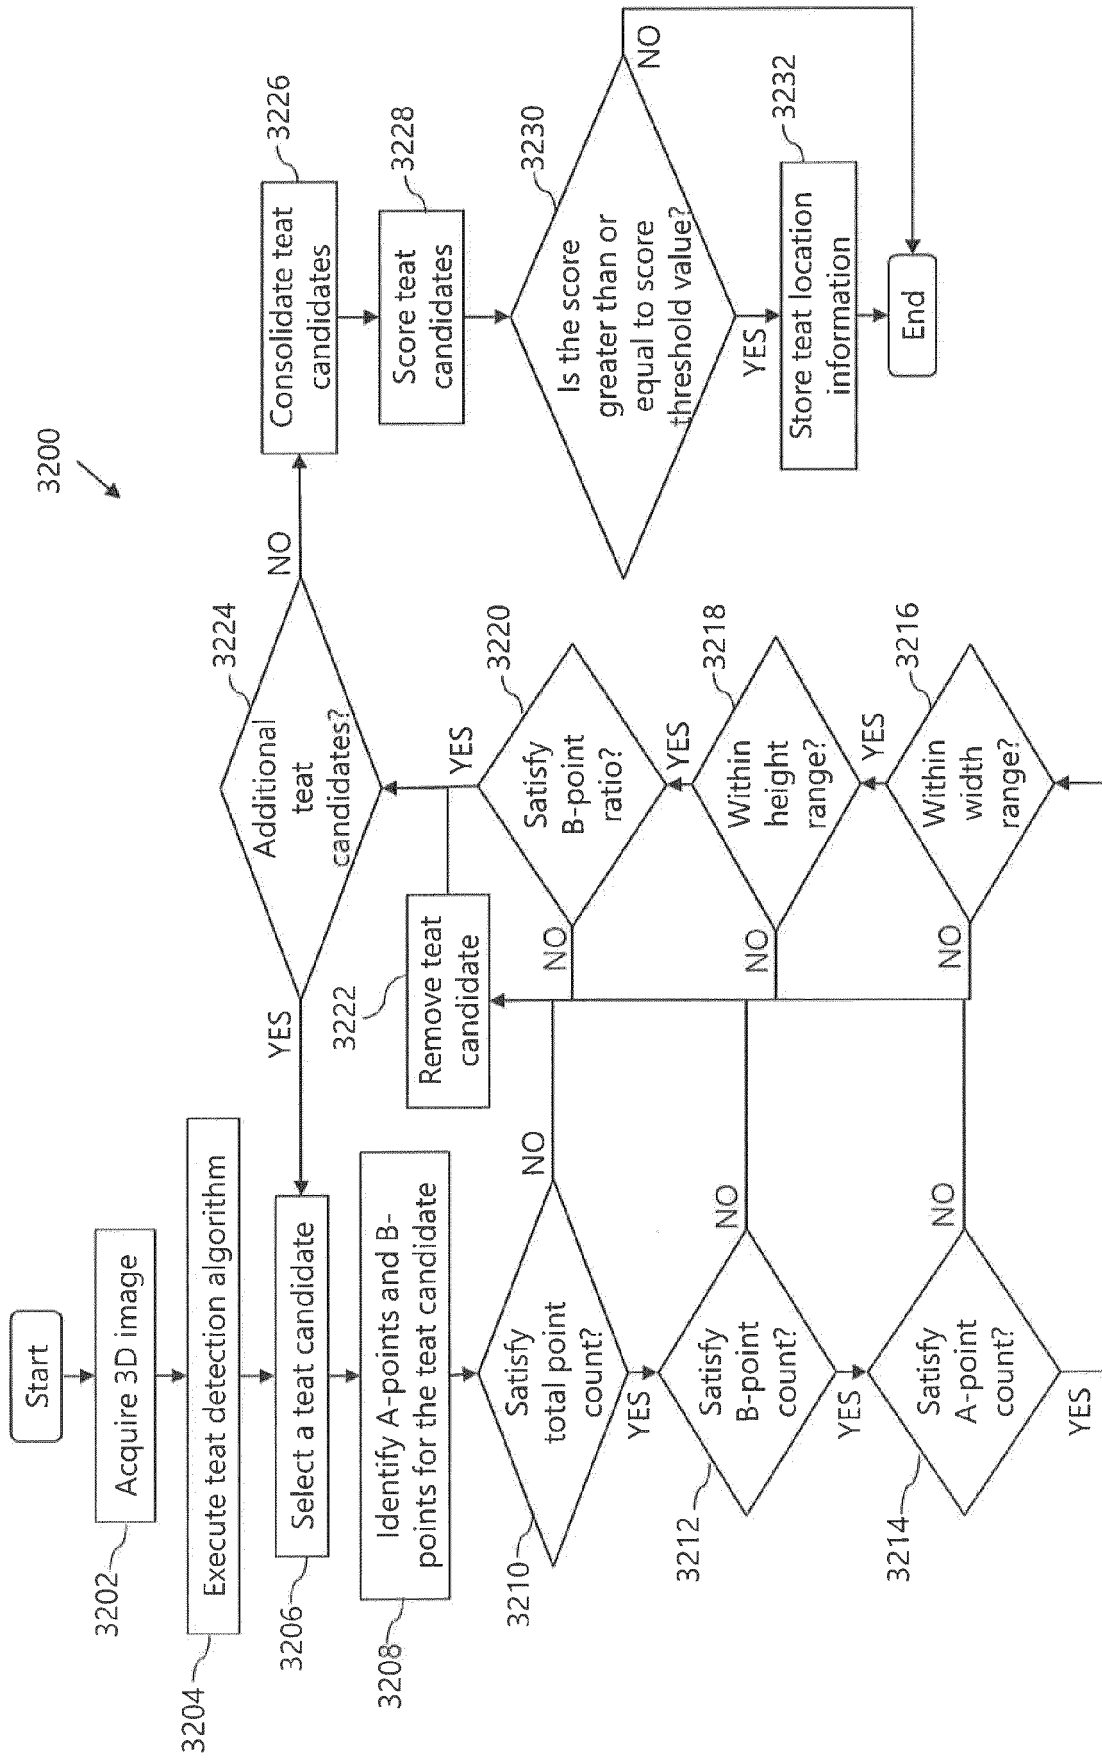 3200
Start
Acquire 3D image
3202
Execute teat detection algorithm
3204
Select a teat candidate
3206
Identify A-points and B-
points for the teat candidate
3208
Satisfy
total point
count?
3210
NO
YES
Satisfy
B-point
count?
3212
NO
YES
Satisfy
A-point
count?
3214
NO
YES
Within
width
range?
3216
NO
YES
Within
height
range?
3218
NO
YES
Satisfy
B-point
ratio?
3220
NO
YES
Remove teat
candidate
3222
Additional
teat
candidates?
3224
YES
NO
Consolidate teat
candidates
3226
Score teat
candidates
3228
Is the score
greater than or
equal to score
threshold value?
3230
NO
YES
Store teat location
information
3232
End